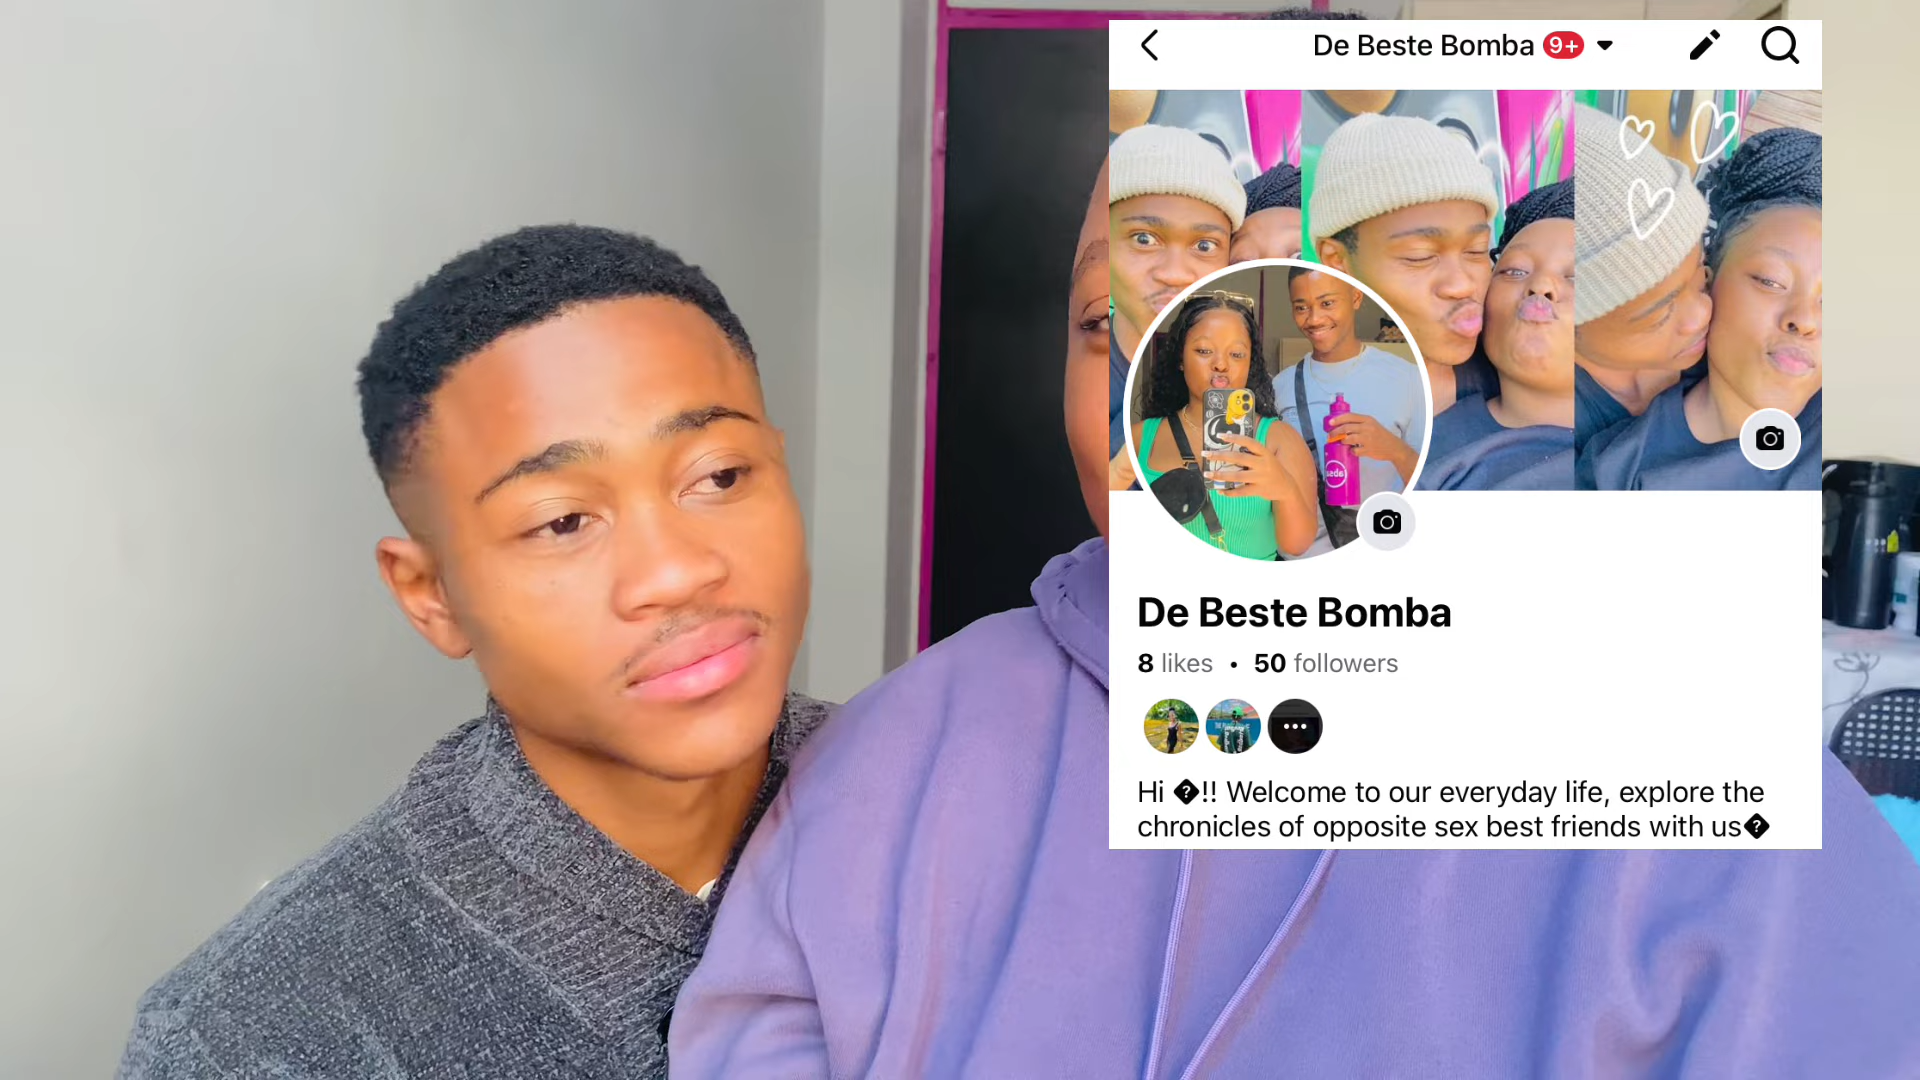 De Beste Bomba 9+
De Beste Bomba
8 likes • 50 followers
Hi �!! Welcome to our everyday life, explore the
chronicles of opposite sex best friends with us�